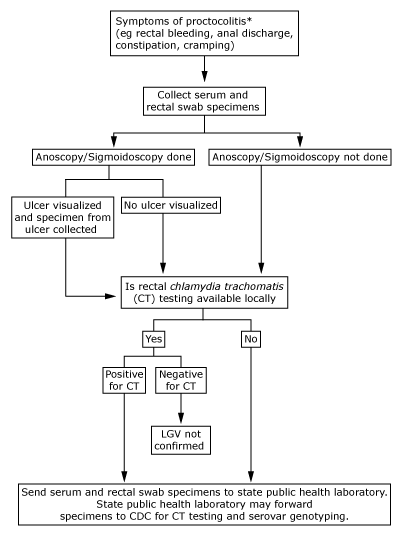 Symptoms of proctocolitis*
(eg rectal bleeding, anal discharge,
constipation, cramping)
Collect serum and
rectal swab specimens
Anoscopy/Sigmoidoscopy done
Anoscopy/Sigmoidoscopy not done
Ulcer visualized
and specimen from
ulcer collected
No ulcer visualized
Is rectal chlamydia trachomatis
(CT) testing available locally
Yes
No
Positive
for CT
Negative
for CT
LGV not
confirmed
Send serum and rectal swab specimens to state public health laboratory.
State public health laboratory may forward
specimens to CDC for CT testing and serovar genotyping.